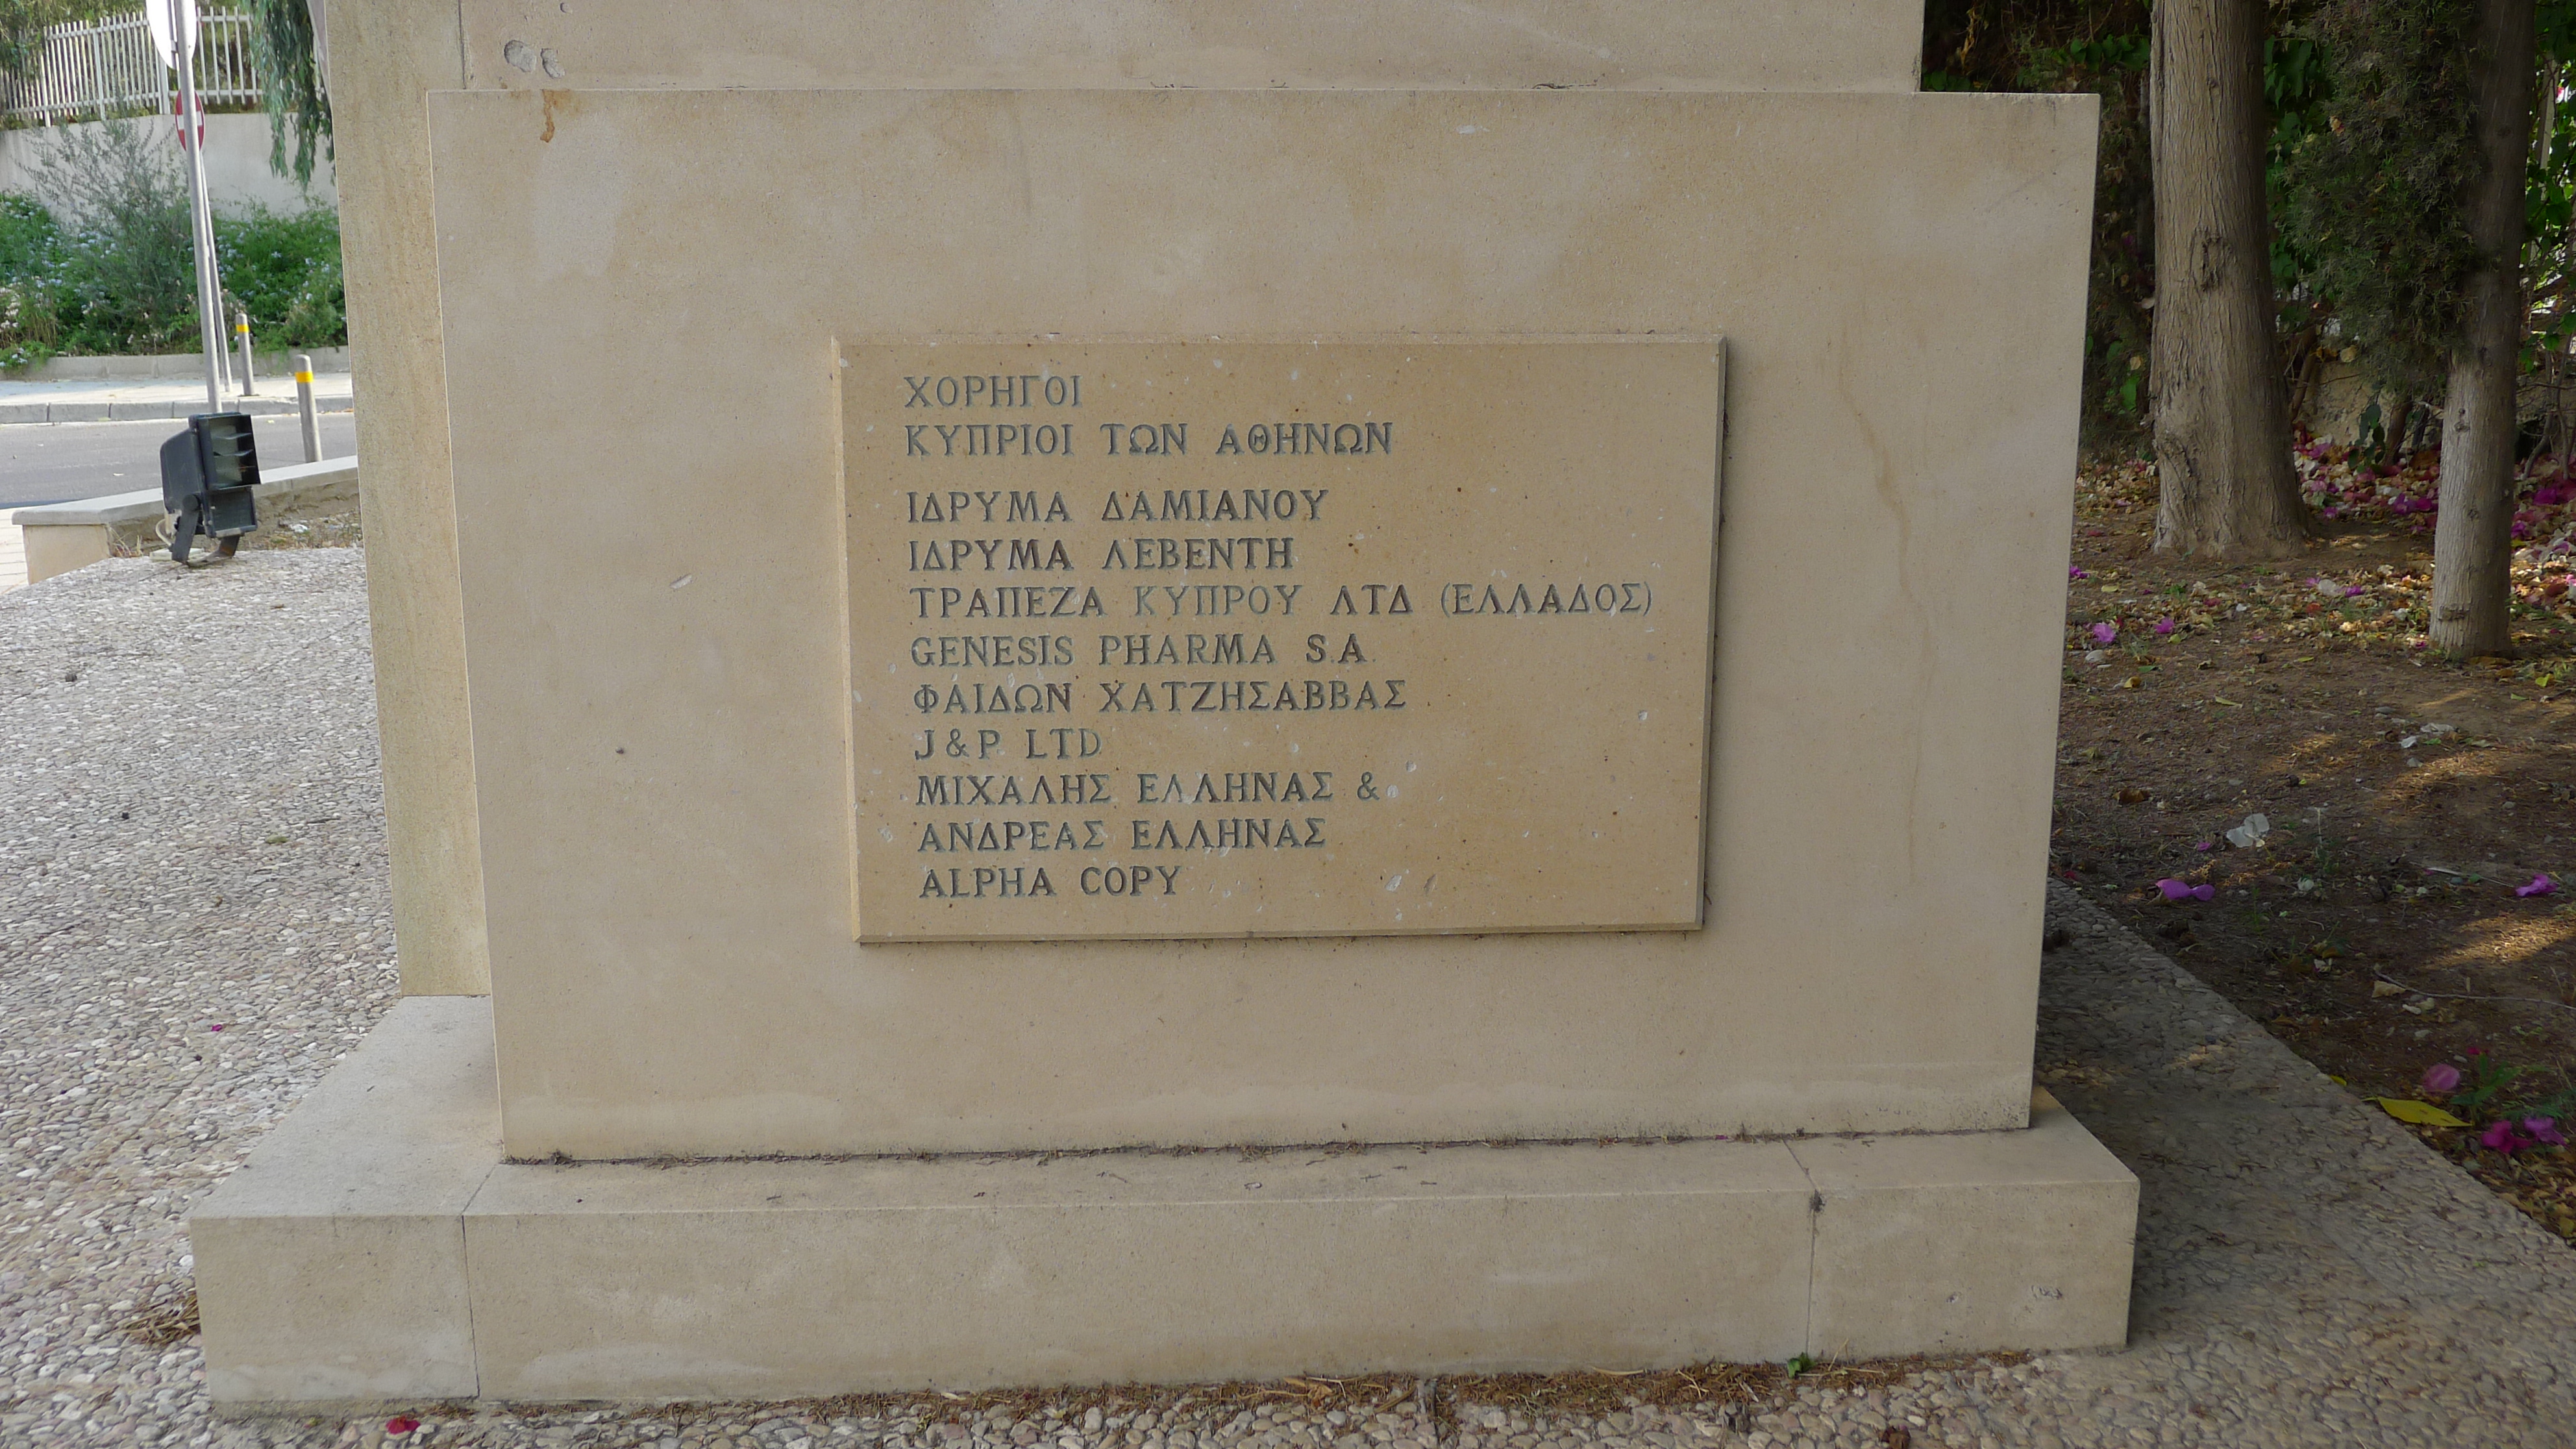 ΧΟΡΗΓΟΙ
ΚΥΠΡΙΟΙ ΤΩΝ ΑΘΗΝΩΝ
ΙΔΡΥΜΑ ΔΑΜΙΑΝΟΥ
ΙΔΡΥΜΑ ΛΕΒΕΝΤΗ
ΤΡΑΠΕΖΑ ΚΥΠΡΟΥ ΛΤΔ (ΕΛΛΑΔΟΣ)
GENESIS PHARMA S.A.
ΦΑΙΔΩΝ ΧΑΤΖΗΣΑΒΒΑΣ
J&P LTD
ΜΙΧΑΛΗΣ ΕΛΛΗΝΑΣ &
ΑΝΔΡΕΑΣ ΕΛΛΗΝΑΣ
ALPHA COPY